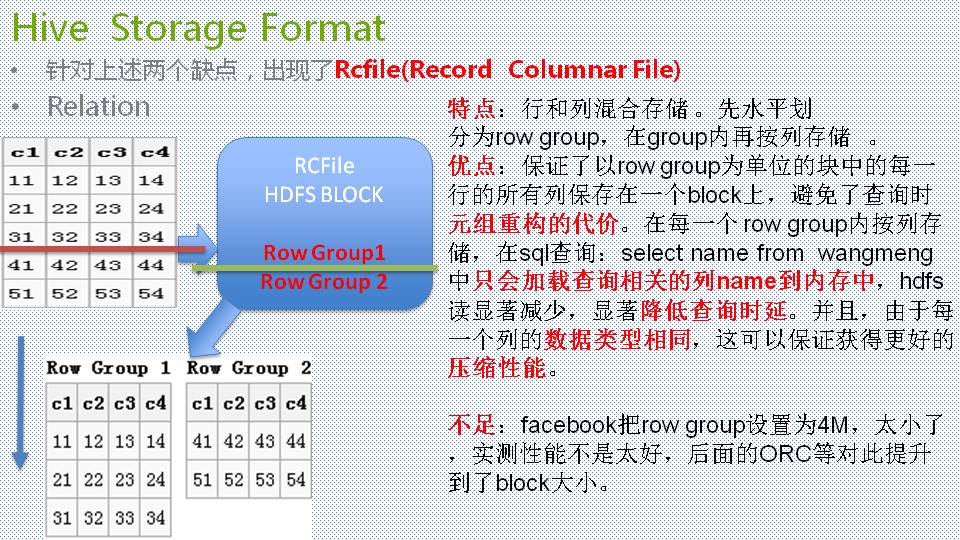 Hive Storage Format
• 针对上述两个缺点，出现了Rcfile(Record Columnar File)
• Relation
c1 c2 c3 c4
11 12 13 14
21 22 23 24
31 32 33 34
41 42 43 44
51 52 53 54
RCFile
HDFS BLOCK
Row Group1
Row Group 2
Row Group 1
c1 c2 c3 c4
11 12 13 14
21 22 23 24
31 32 33 34
Row Group 2
c1 c2 c3 c4
41 42 43 44
51 52 53 54
特点：行和列混合存储 。先水平划
分为row group，在group内再按列存储 。
优点：保证了以row group为单位的块中的每一
行的所有列保存在一个block上，避免了查询时
元组重构的代价。在每一个 row group内按列存
储，在sql查询：select name from wangmeng
中只会加载查询相关的列name到内存中，hdfs
读显著减少，显著降低查询时延。并且，由于每
一个列的数据类型相同，这可以保证获得更好的
压缩性能。
不足：facebook把row group设置为4M，太小了
，实测性能不是太好，后面的ORC等对此提升
到了block大小。